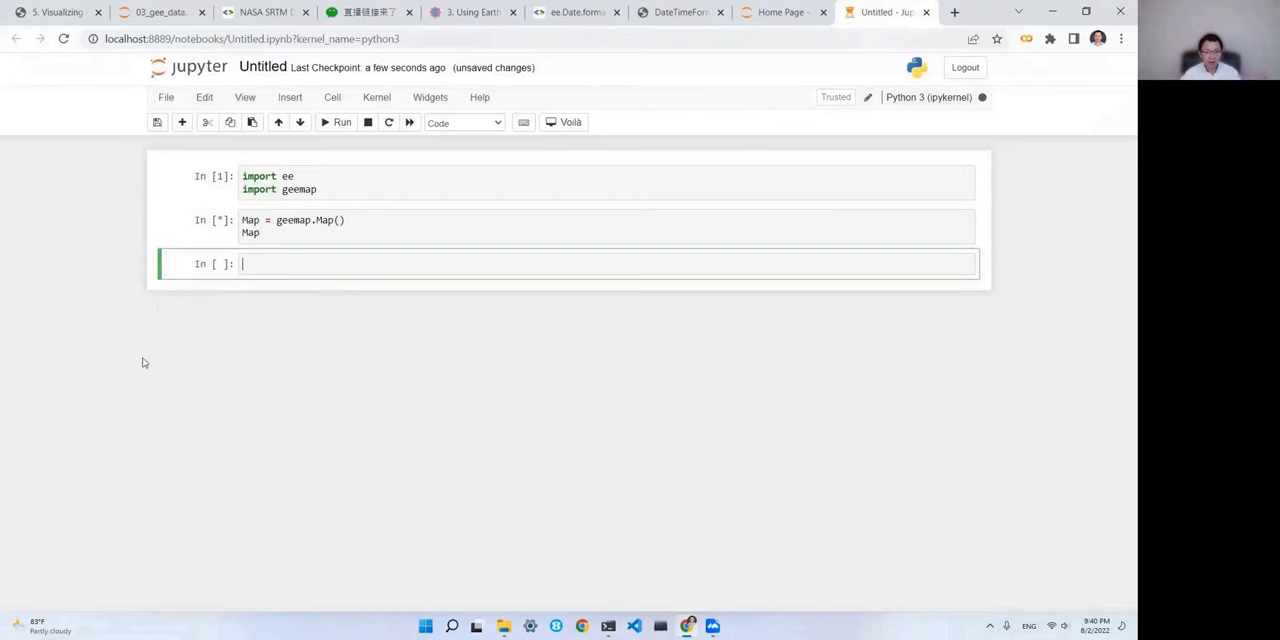 5. Visualizing
03_gee_data.
NASA SRTM D
直播链接来了
3. Using Earth
ee.Date.forma
DateTimeForm
Home Page -
Untitled - Jup
localhost:8889/notebooks/Untitled.ipynb?kernel_name=python3
jupyter Untitled Last Checkpoint: a few seconds ago (unsaved changes)
Logout
File Edit View Insert Cell Kernel Widgets Help
Trusted
Python 3 (ipykernel)
Run
Code
Voilà
In [1]: import ee
import geemap
In [*]: Map = geemap.Map()
Map
In [ ]:
83°F
Partly cloudy
ENG
9:40 PM
8/2/2022